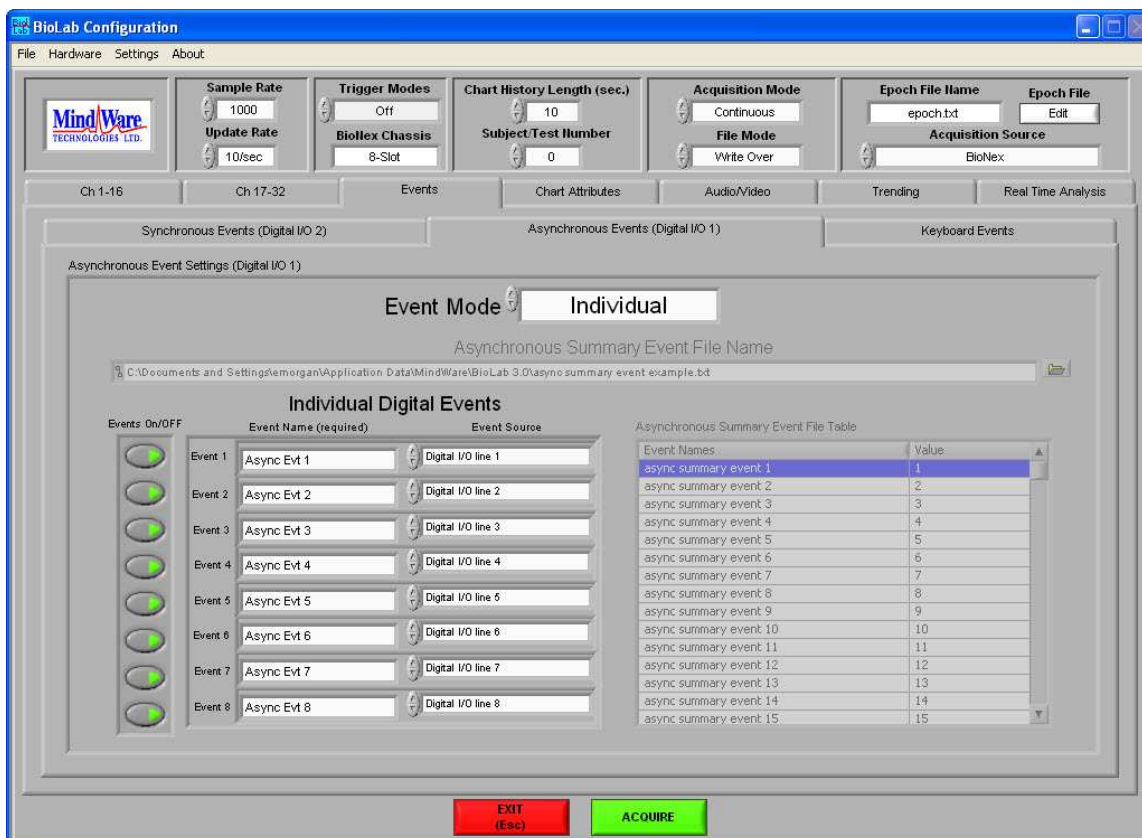 BioLab Configuration
File Hardware Settings About
MindWare
TECHNOLOGIES LTD.
Sample Rate
1000
Update Rate
10/sec
Trigger Modes
Off
BioNex Chassis
8-Slot
Chart History Length (sec.)
10
Subject/Test Number
0
Acquisition Mode
Continuous
File Mode
Write Over
Epoch File Name
epoch.txt
Epoch File
Edit
Acquisition Source
BioNex
Ch 1-16 Ch 17-32 Events Chart Attributes Audio/Video Trending Real Time Analysis
Synchronous Events (Digital I/O 2) Asynchronous Events (Digital I/O 1) Keyboard Events
Asynchronous Event Settings (Digital I/O 1)
Event Mode Individual
Asynchronous Summary Event File Name
C:\Documents and Settings\emorgan\Application Data\MindWare\BioLab 3.0\async summary event example.txt
Individual Digital Events
Events On/OFF Event Name (required) Event Source
Event 1 Async Evt 1 Digital I/O line 1
Event 2 Async Evt 2 Digital I/O line 2
Event 3 Async Evt 3 Digital I/O line 3
Event 4 Async Evt 4 Digital I/O line 4
Event 5 Async Evt 5 Digital I/O line 5
Event 6 Async Evt 6 Digital I/O line 6
Event 7 Async Evt 7 Digital I/O line 7
Event 8 Async Evt 8 Digital I/O line 8
Asynchronous Summary Event File Table
Event Names Value
async summary event 1 1
async summary event 2 2
async summary event 3 3
async summary event 4 4
async summary event 5 5
async summary event 6 6
async summary event 7 7
async summary event 8 8
async summary event 9 9
async summary event 10 10
async summary event 11 11
async summary event 12 12
async summary event 13 13
async summary event 14 14
async summary event 15 15
EXIT
(Esc)
ACQUIRE